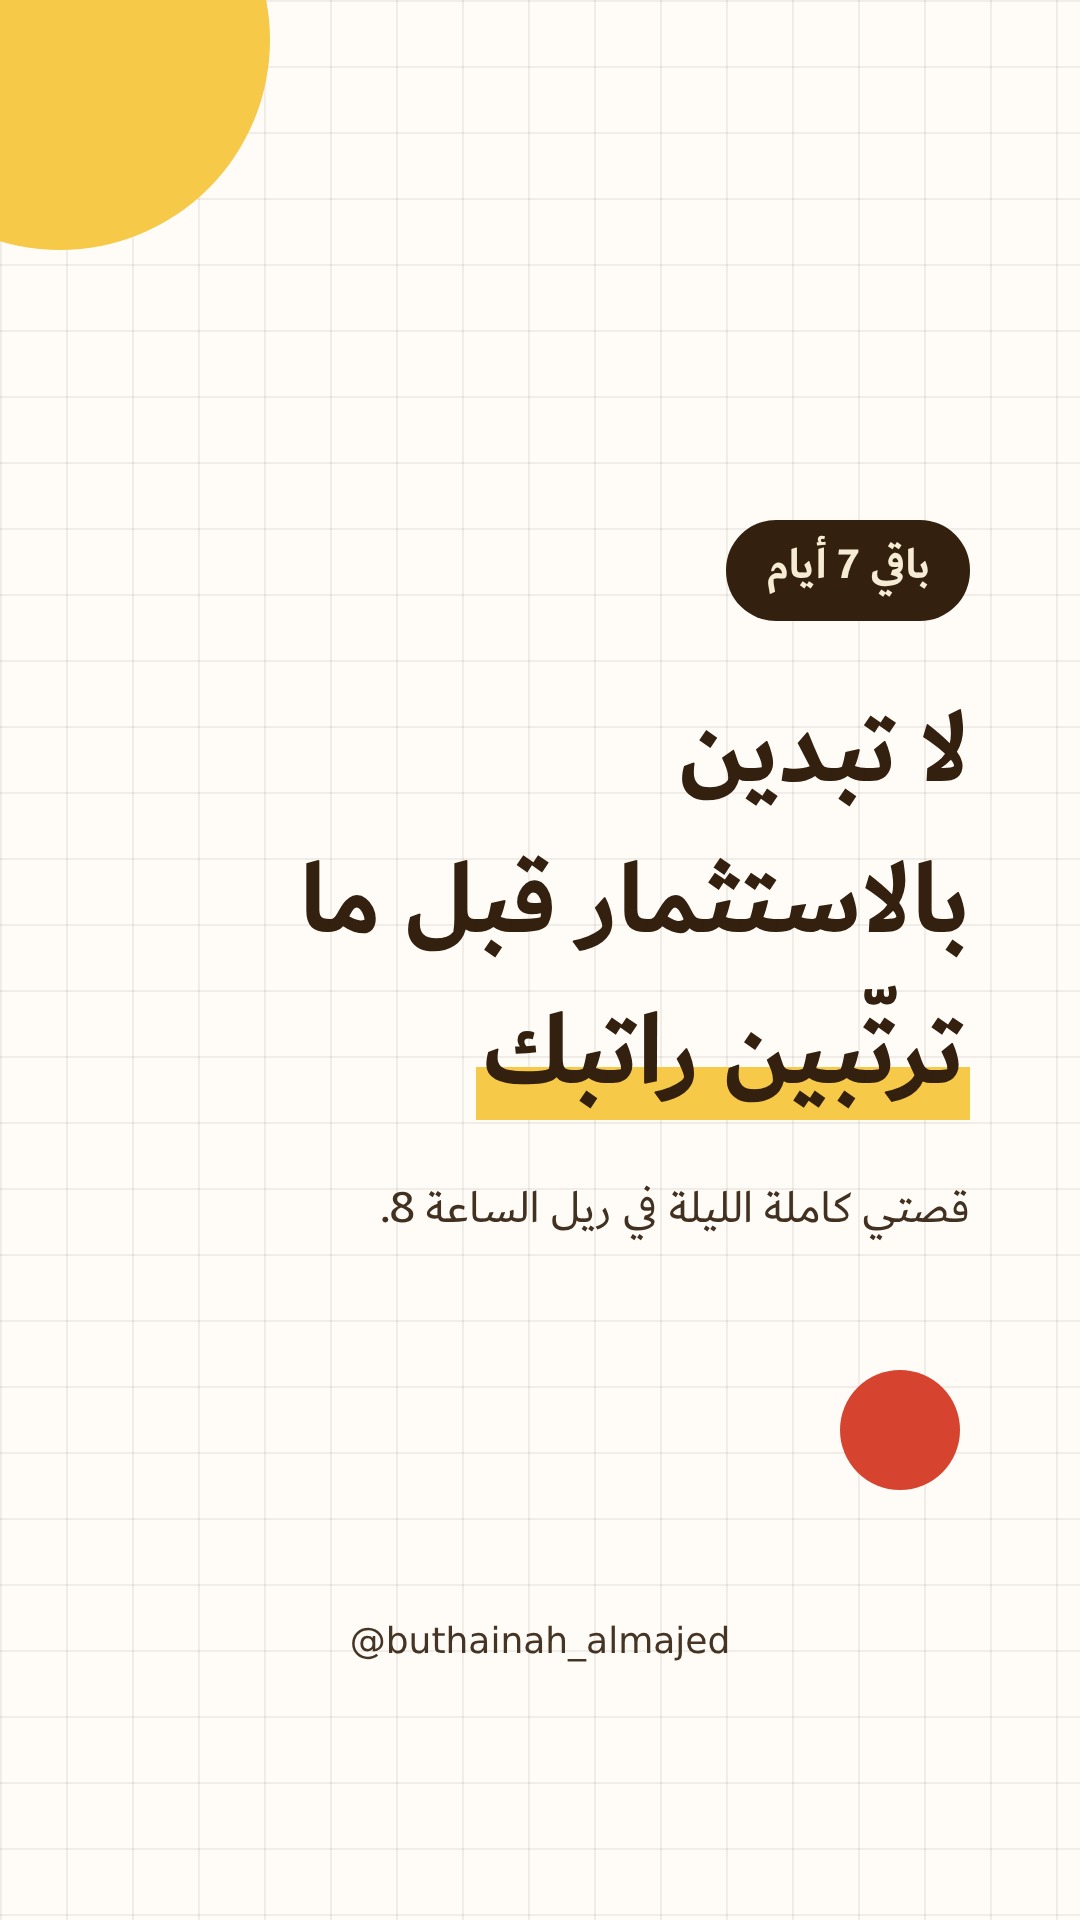 باقي 7 أيام
لا تبدين
بالاستثمار قبل ما
ترتّبين راتبك
قصتي كاملة الليلة في ريل الساعة 8.
@buthainah_almajed